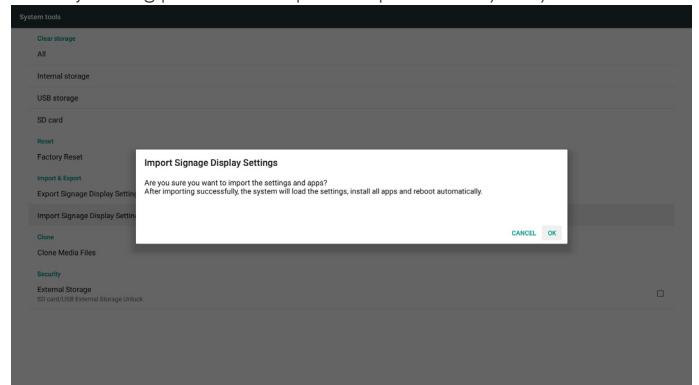 System tools
Clear storage
All
Internal storage
USB storage
SD card
Reset
Factory Reset
Import & Export
Export Signage Display Settin
Import Signage Display Settin
Clone
Clone Media Files
Security
External Storage
SD card/USB External Storage Unlock
Import Signage Display Settings
Are you sure you want to import the settings and apps?
After importing successfully, the system will load the settings, install all apps and reboot automatically.
CANCEL OK